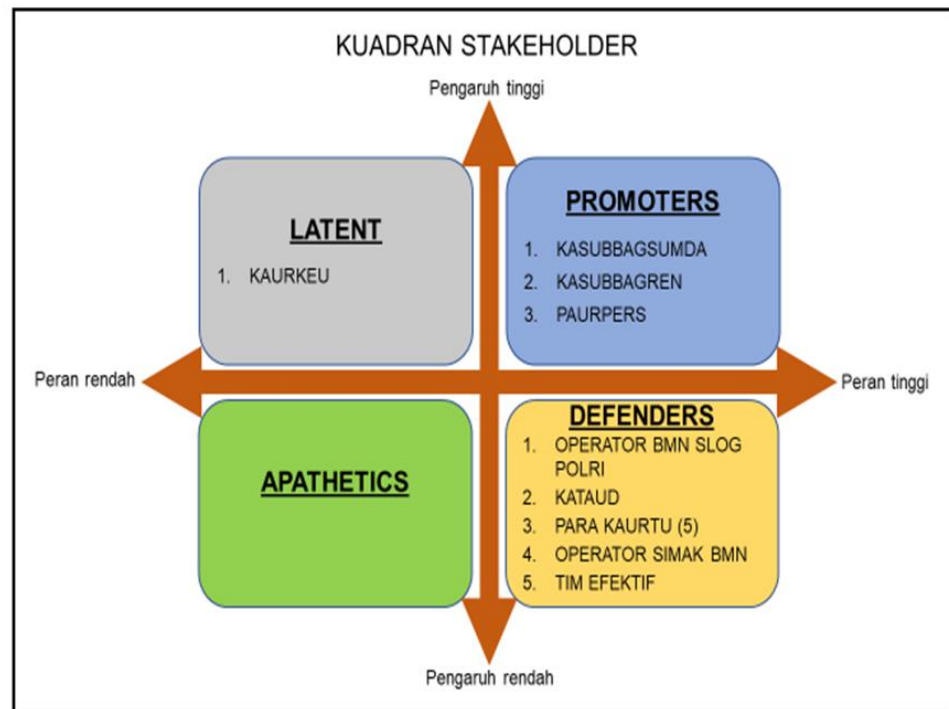 KUADRAN STAKEHOLDER
Pengaruh tinggi
LATENT
1. KAURKEU
PROMOTERS
1. KASUBBAGSUMDA
2. KASUBBAGREN
3. PAURPERS
Peran rendah
Peran tinggi
APATHETICS
DEFENDERS
1. OPERATOR BMN SLOG
POLRI
2. KATAUD
3. PARA KAURTU (5)
4. OPERATOR SIMAK BMN
5. TIM EFEKTIF
Pengaruh rendah